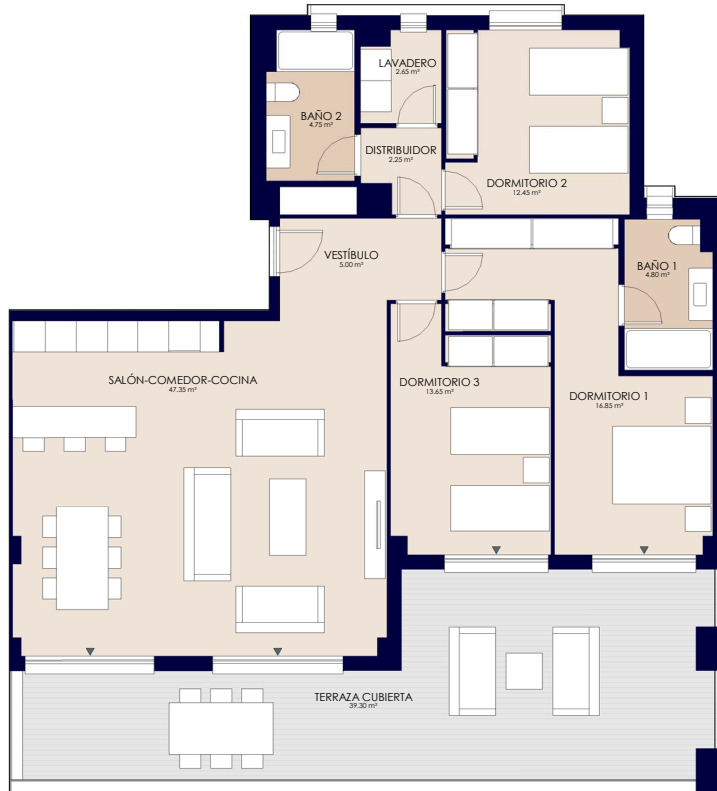 LAVADERO
2.65 m²
BAÑO 2
4.75 m²
DISTRIBUIDOR
2.25 m²
DORMITORIO 2
12.45 m²
VESTÍBULO
5.00 m²
BAÑO 1
4.80 m²
SALÓN-COMEDOR-COCINA
47.35 m²
DORMITORIO 3
13.65 m²
DORMITORIO 1
16.85 m²
TERRAZA CUBIERTA
39.30 m²